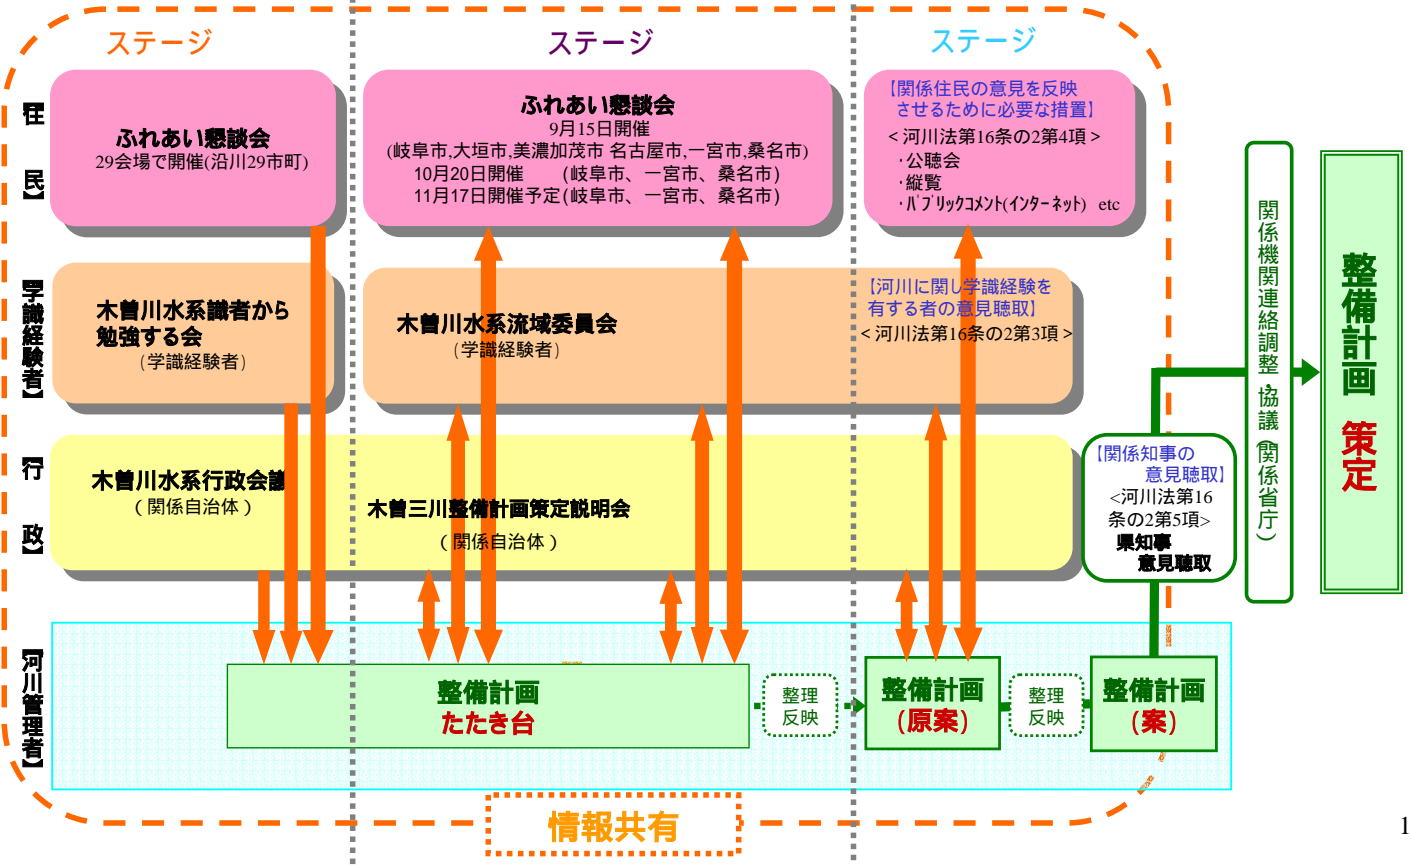 ステージ
ステージ
ステージ
【住民】
ふれあい懇談会
29会場で開催(沿川29市町)
ふれあい懇談会
9月15日開催
(岐阜市,大垣市,美濃加茂市 名古屋市,一宮市,桑名市)
10月20日開催 (岐阜市、一宮市、桑名市)
11月17日開催予定(岐阜市、一宮市、桑名市)
【関係住民の意見を反映
させるために必要な措置】
<河川法第16条の2第4項>
・公聴会
・縦覧
・パブリックコメント(インターネット) etc
【学識経験者】
木曽川水系識者から
勉強する会
(学識経験者)
木曽川水系流域委員会
(学識経験者)
【河川に関し学識経験を
有する者の意見聴取】
<河川法第16条の2第3項>
【行政】
木曽川水系行政会議
(関係自治体)
木曽三川整備計画策定説明会
(関係自治体)
【関係知事の
意見聴取】
<河川法第16
条の2第5項>
県知事
意見聴取
関係機関連絡調整・協議(関係省庁)
整備計画 策定
【河川管理者】
整備計画
たたき台
整理
反映
整備計画
(原案)
整理
反映
整備計画
(案)
情報共有
1